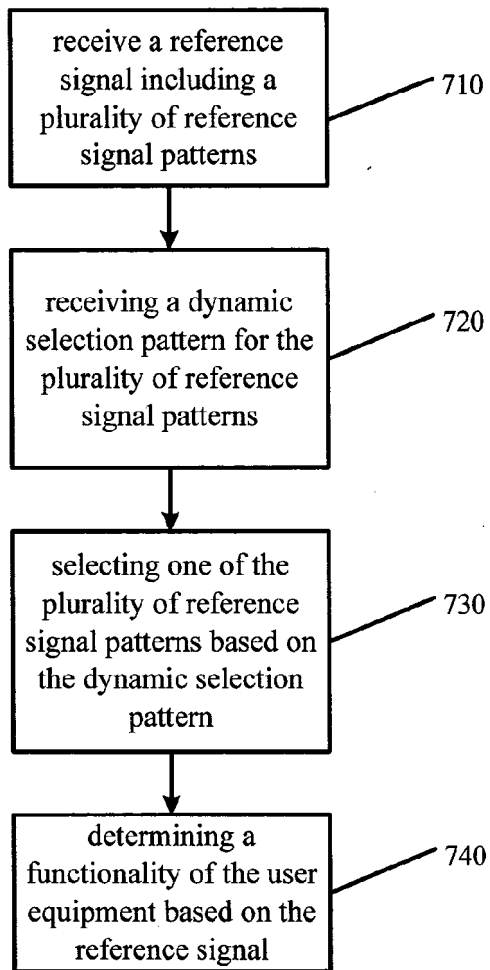 receive a reference
signal including a
plurality of reference
signal patterns
710
receiving a dynamic
selection pattern for the
plurality of reference
signal patterns
720
selecting one of the
plurality of reference
signal patterns based on
the dynamic selection
pattern
730
determining a
functionality of the user
equipment based on the
reference signal
740